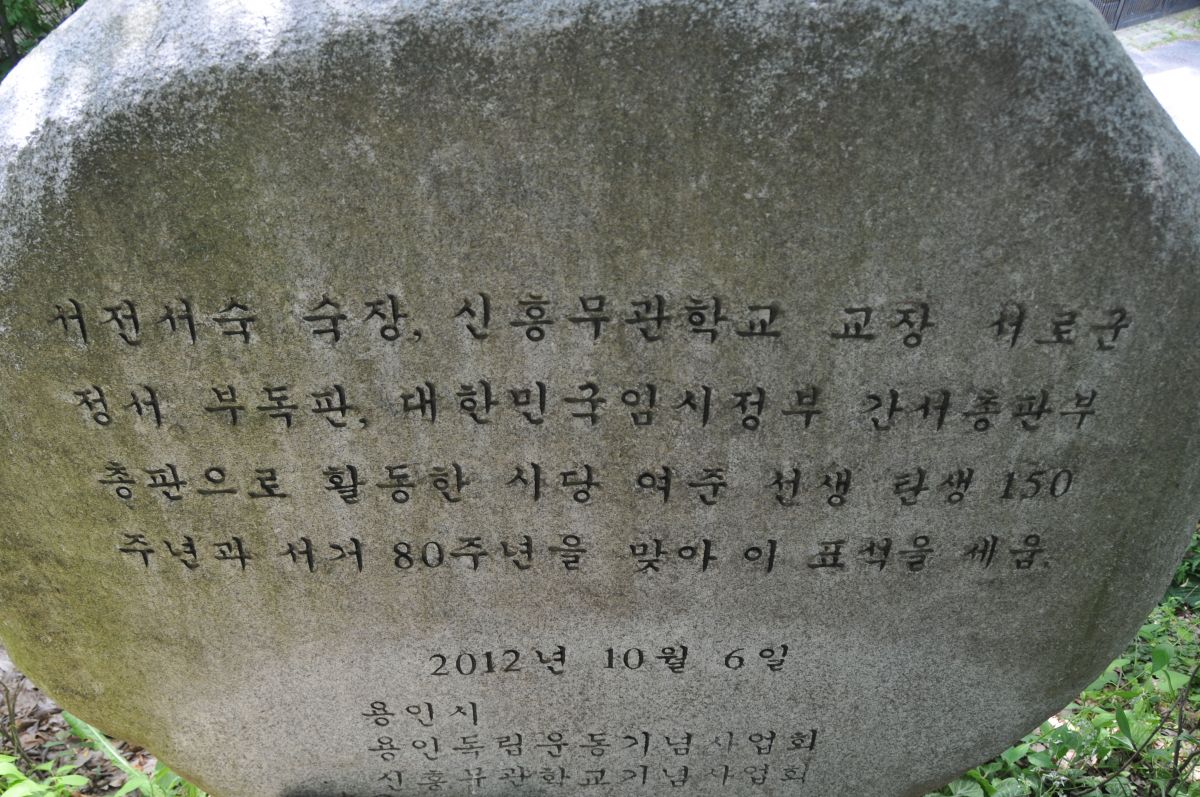 서전서숙 숙장, 신흥무관학교 교장 서로군
정서 부독판, 대한민국임시정부 간서총판부
총판으로 활동한 사당 여준 선생 탄생 150
주년과 서거 80주년을 맞아 이 표석을 세움.
2012년 10월 6일
용인시
용인독립운동기념사업회
신흥무관학교기념사업회